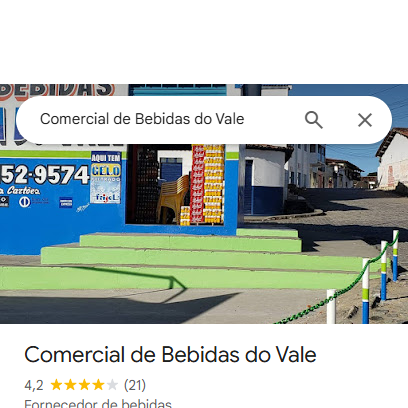 BEBIDAS
Comercial de Bebidas do Vale
52-9574
AQUI TEM
Comercial de Bebidas do Vale
4,2 (21)
Fornecedor de bebidas